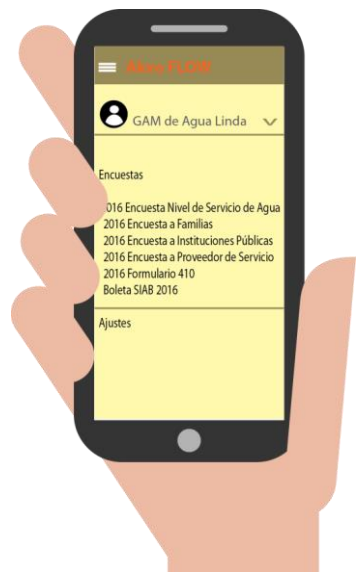 Akvo FLOW
GAM de Agua Linda
Encuestas
2016 Encuesta Nivel de Servicio de Agua
2016 Encuesta a Familias
2016 Encuesta a Instituciones Públicas
2016 Encuesta a Proveedor de Servicio
2016 Formulario 410
Boleta SIAB 2016
Ajustes